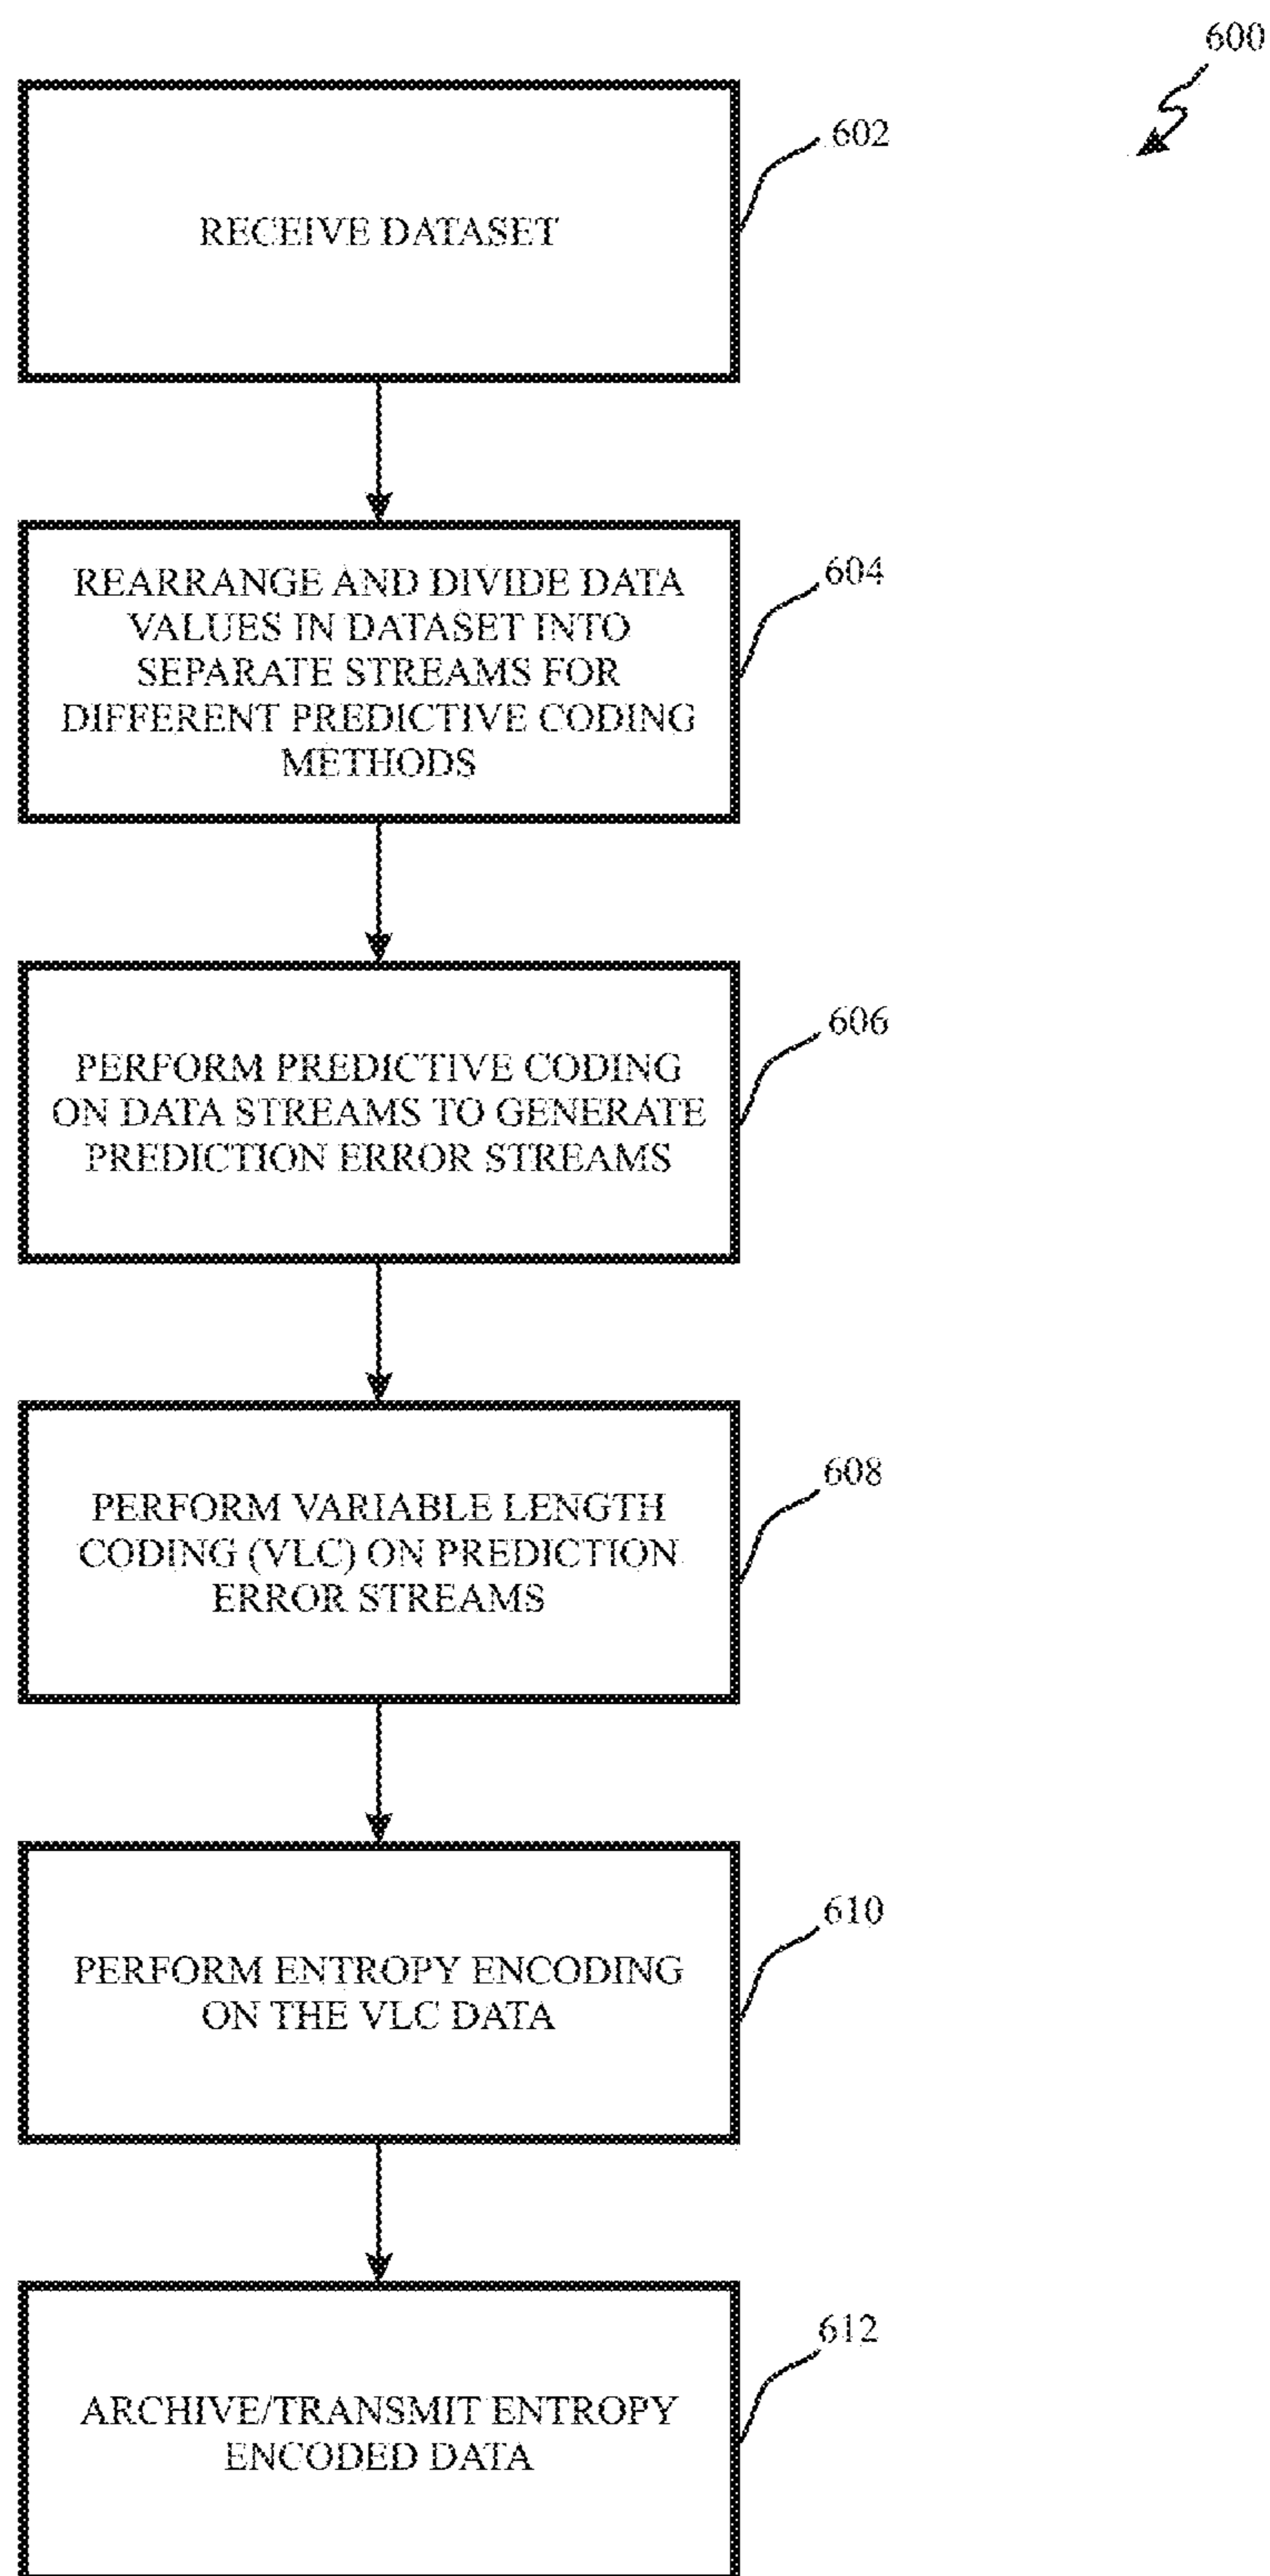 600
602
RECEIVE DATASET
604
REARRANGE AND DIVIDE DATA
VALUES IN DATASET INTO
SEPARATE STREAMS FOR
DIFFERENT PREDICTIVE CODING
METHODS
606
PERFORM PREDICTIVE CODING
ON DATA STREAMS TO GENERATE
PREDICTION ERROR STREAMS
608
PERFORM VARIABLE LENGTH
CODING (VLC) ON PREDICTION
ERROR STREAMS
610
PERFORM ENTROPY ENCODING
ON THE VLC DATA
612
ARCHIVE/TRANSMIT ENTROPY
ENCODED DATA